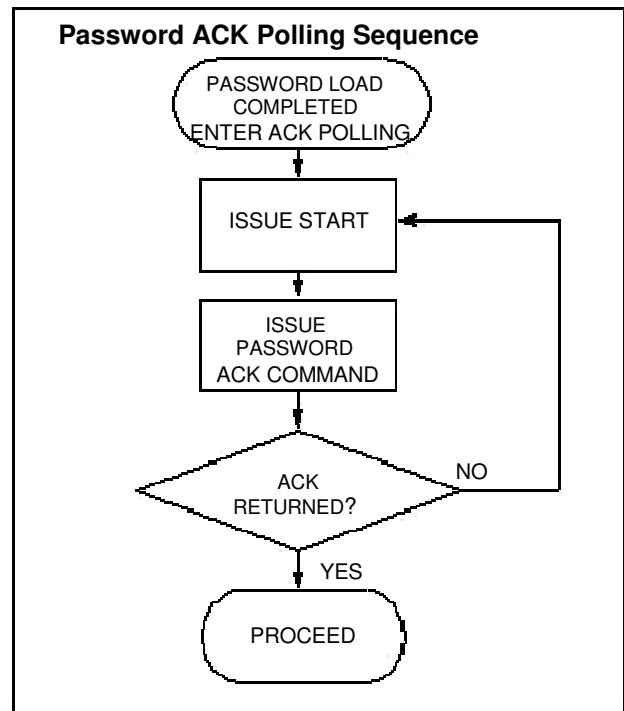 Password ACK Polling Sequence
PASSWORD LOAD
COMPLETED
ENTER ACK POLLING
ISSUE START
ISSUE
PASSWORD
ACK COMMAND
ACK
RETURNED?
NO
YES
PROCEED